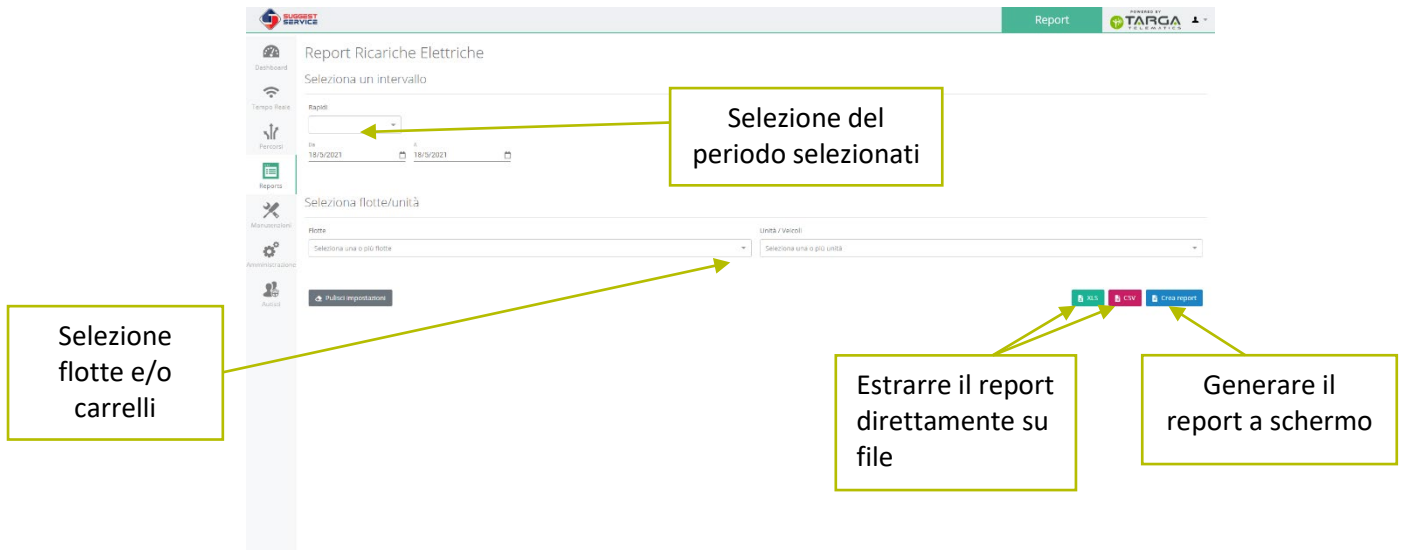 SUGGEST
SERVICE
Report
POWERED BY
TARGA
TELEMATICS
Dashboard
Tempo Reale
Percorsi
Reports
Manutenzioni
Amministrazione
Autisti
Report Ricariche Elettriche
Seleziona un intervallo
Rapidi
Da
A
18/5/2021
18/5/2021
Selezione del
periodo selezionati
Seleziona flotte/unità
Flotte
Unità / Veicoli
Seleziona una o più flotte
Seleziona una o più unità
Pulisci impostazioni
XLS
CSV
Crea report
Selezione
flotte e/o
carrelli
Estrarre il report
direttamente su
file
Generare il
report a schermo